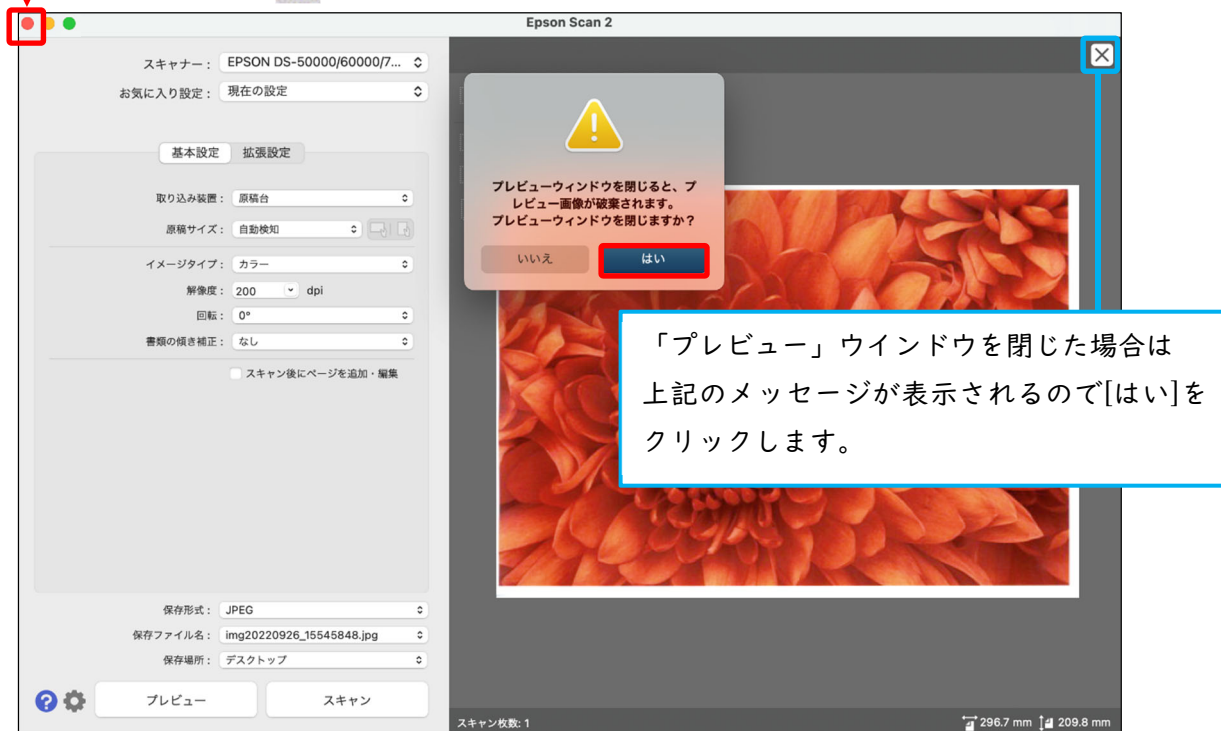 Epson Scan 2
スキャナー： EPSON DS-50000/60000/7...
お気に入り設定： 現在の設定
基本設定 拡張設定
取り込み装置： 原稿台
原稿サイズ： 自動検知
イメージタイプ： カラー
解像度： 200 dpi
回転： 0°
書類の傾き補正： なし
スキャン後にページを追加・編集
保存形式： JPEG
保存ファイル名： img20220926_15545848.jpg
保存場所： デスクトップ
プレビュー スキャン
プレビューウィンドウを閉じると、プ
レビュー画像が破棄されます。
プレビューウィンドウを閉じますか？
いいえ はい
「プレビュー」ウインドウを閉じた場合は
上記のメッセージが表示されるので[はい]を
クリックします。
スキャン枚数: 1
296.7 mm 209.8 mm